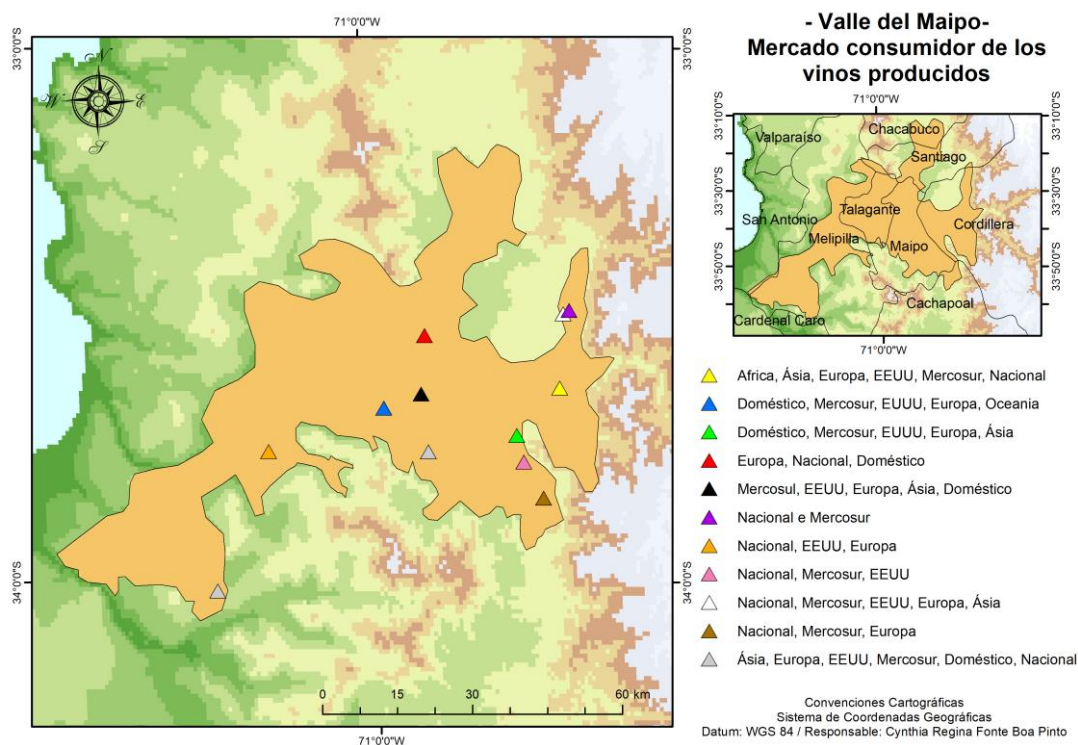 - Valle del Maipo-
Mercado consumidor de los
vinos producidos
71°0'0"W
33°0'0"S
33°0'0"S
N
W
E
S
34°0'0"S
34°0'0"S
0 15 30 60 km
71°0'0"W
71°0'0"W
33°10'0"S
33°10'0"S
33°30'0"S
33°30'0"S
33°50'0"S
33°50'0"S
Valparaíso
Chacabuco
Santiago
San Antonio
Talagante
Cordillera
Melipilla
Maipo
Cachapoal
Cardenal Caro
71°0'0"W
Africa, Ásia, Europa, EEUU, Mercosur, Nacional
Doméstico, Mercosur, EUUU, Europa, Oceania
Doméstico, Mercosur, EUUU, Europa, Ásia
Europa, Nacional, Doméstico
Mercosul, EEUU, Europa, Ásia, Doméstico
Nacional e Mercosur
Nacional, EEUU, Europa
Nacional, Mercosur, EEUU
Nacional, Mercosur, EEUU, Europa, Ásia
Nacional, Mercosur, Europa
Ásia, Europa, EEUU, Mercosur, Doméstico, Nacional
Convenciones Cartográficas
Sistema de Coordenadas Geográficas
Datum: WGS 84 / Responsable: Cynthia Regina Fonte Boa Pinto